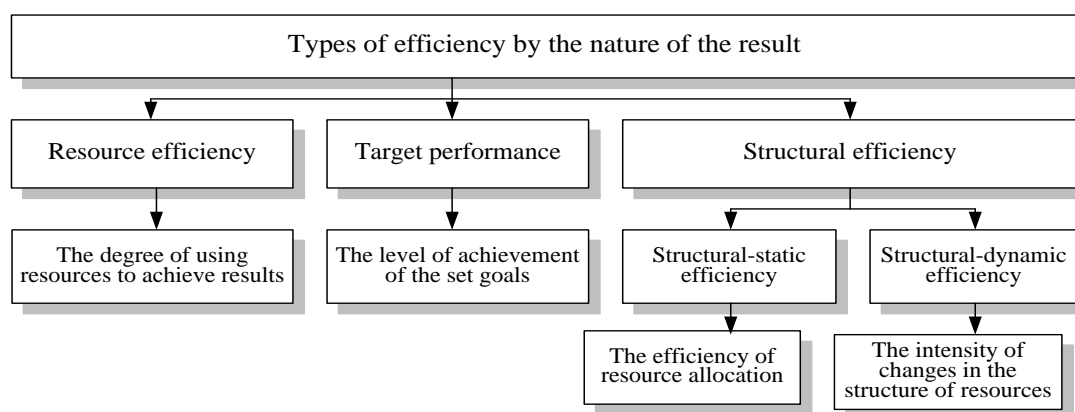 Types of efficiency by the nature of the result
Resource efficiency
Target performance
Structural efficiency
The degree of using
resources to achieve results
The level of achievement
of the set goals
Structural-static
efficiency
Structural-dynamic
efficiency
The efficiency of
resource allocation
The intensity of
changes in the
structure of resources